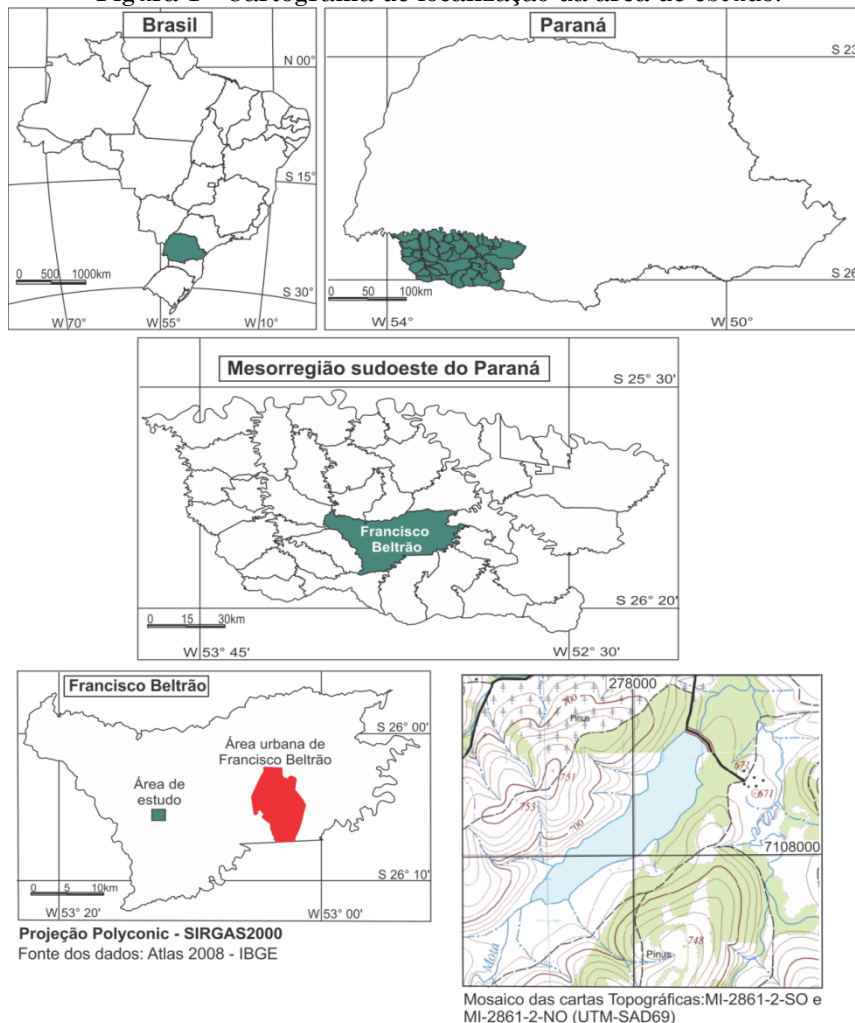 Figura 1 - Cartograma de localização da área de estudo.
Brasil
N 00°
S 15°
S 30°
0 500 1000km
W 70° W 55° W 10°
Paraná
S 23
S 26
0 50 100km
W 54° W 50°
Mesorregião sudoeste do Paraná
S 25° 30'
Francisco
Beltrão
S 26° 20'
0 15 30km
W 53° 45' W 52° 30'
Francisco Beltrão
S 26° 00'
Área urbana de
Francisco Beltrão
Área de
estudo
S 26° 10'
0 5 10km
W 53° 20' W 53° 00'
Projeção Polyconic - SIRGAS2000
Fonte dos dados: Atlas 2008 - IBGE
278000
700
Pinus
751
753
700
671
671
7108000
748
Pinus
Mota
Mosaico das cartas Topográficas:MI-2861-2-SO e
MI-2861-2-NO (UTM-SAD69)